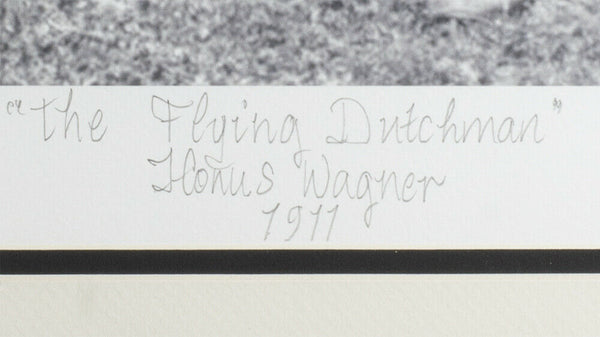 "the Flying Dutchman"
Honus Wagner
1911